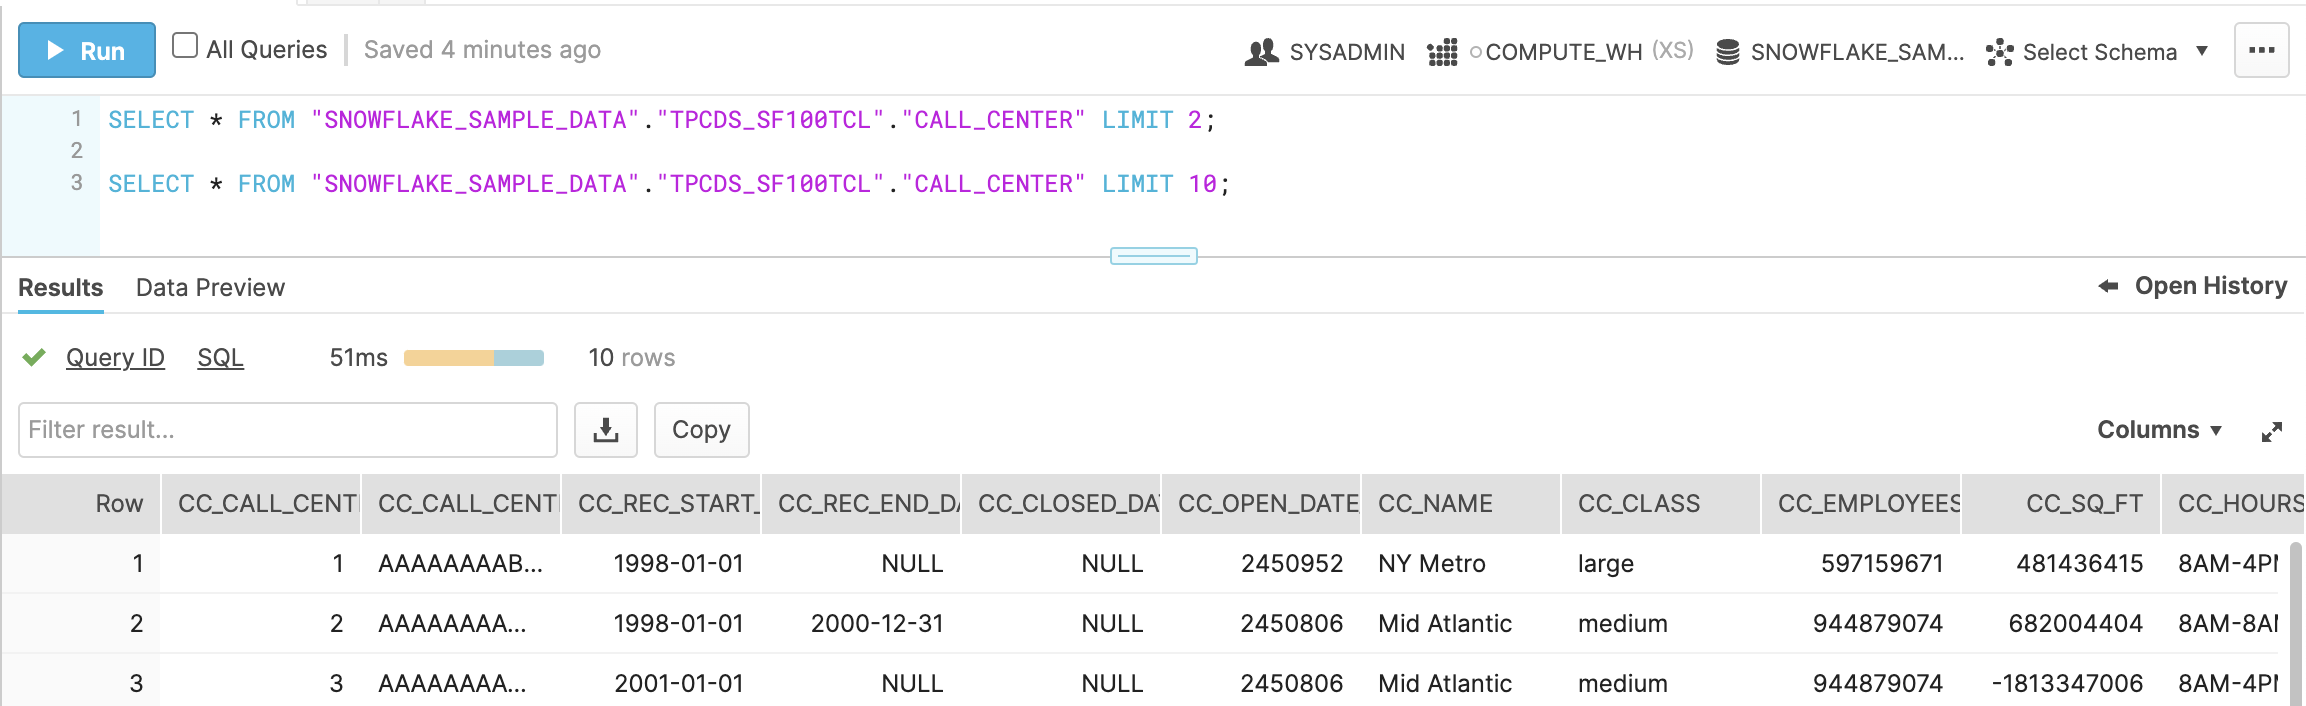 Run All Queries Saved 4 minutes ago SYSADMIN COMPUTE_WH (XS) SNOWFLAKE_SAM... Select Schema ...
1 SELECT * FROM "SNOWFLAKE_SAMPLE_DATA"."TPCDS_SF100TCL"."CALL_CENTER" LIMIT 2;
2
3 SELECT * FROM "SNOWFLAKE_SAMPLE_DATA"."TPCDS_SF100TCL"."CALL_CENTER" LIMIT 10;
Results Data Preview Open History
Query ID SQL 51ms 10 rows
Filter result... Copy Columns
Row CC_CALL_CENT CC_CALL_CENT CC_REC_START_ CC_REC_END_DA CC_CLOSED_DA CC_OPEN_DATE_ CC_NAME CC_CLASS CC_EMPLOYEES CC_SQ_FT CC_HOURS
1 1 AAAAAAAAB... 1998-01-01 NULL NULL 2450952 NY Metro large 597159671 481436415 8AM-4PM
2 2 AAAAAAAA... 1998-01-01 2000-12-31 NULL 2450806 Mid Atlantic medium 944879074 682004404 8AM-8AM
3 3 AAAAAAAA... 2001-01-01 NULL NULL 2450806 Mid Atlantic medium 944879074 -1813347006 8AM-4PM